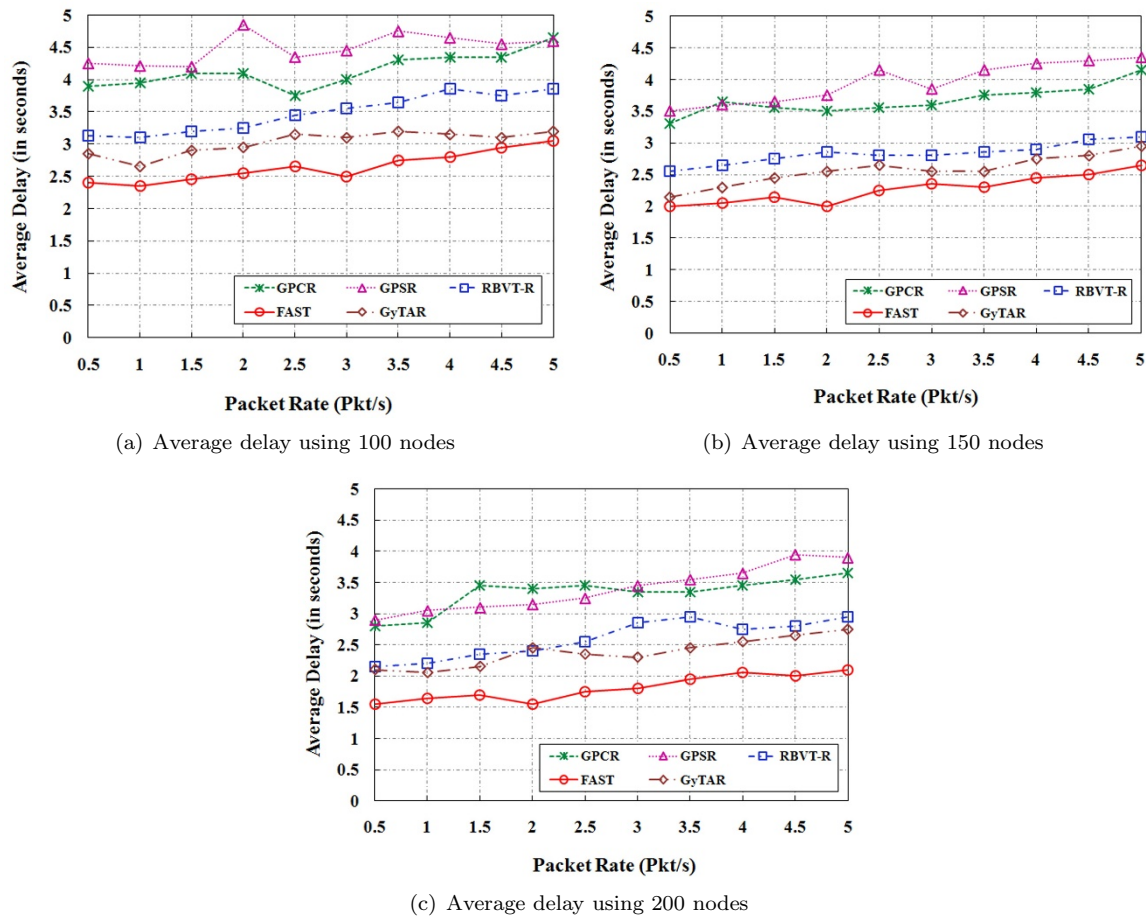 5
4.5
4
3.5
3
2.5
2
1.5
1
0.5
0
Average Delay (in seconds)
GPCR GPSR RBVT-R
FAST GyTAR
0.5 1 1.5 2 2.5 3 3.5 4 4.5 5
Packet Rate (Pkt/s)
(a) Average delay using 100 nodes
5
4.5
4
3.5
3
2.5
2
1.5
1
0.5
0
Average Delay (in seconds)
GPCR GPSR RBVT-R
FAST GyTAR
0.5 1 1.5 2 2.5 3 3.5 4 4.5 5
Packet Rate (Pkt/s)
(b) Average delay using 150 nodes
5
4.5
4
3.5
3
2.5
2
1.5
1
0.5
0
Average Delay (in seconds)
GPCR GPSR RBVT-R
FAST GyTAR
0.5 1 1.5 2 2.5 3 3.5 4 4.5 5
Packet Rate (Pkt/s)
(c) Average delay using 200 nodes